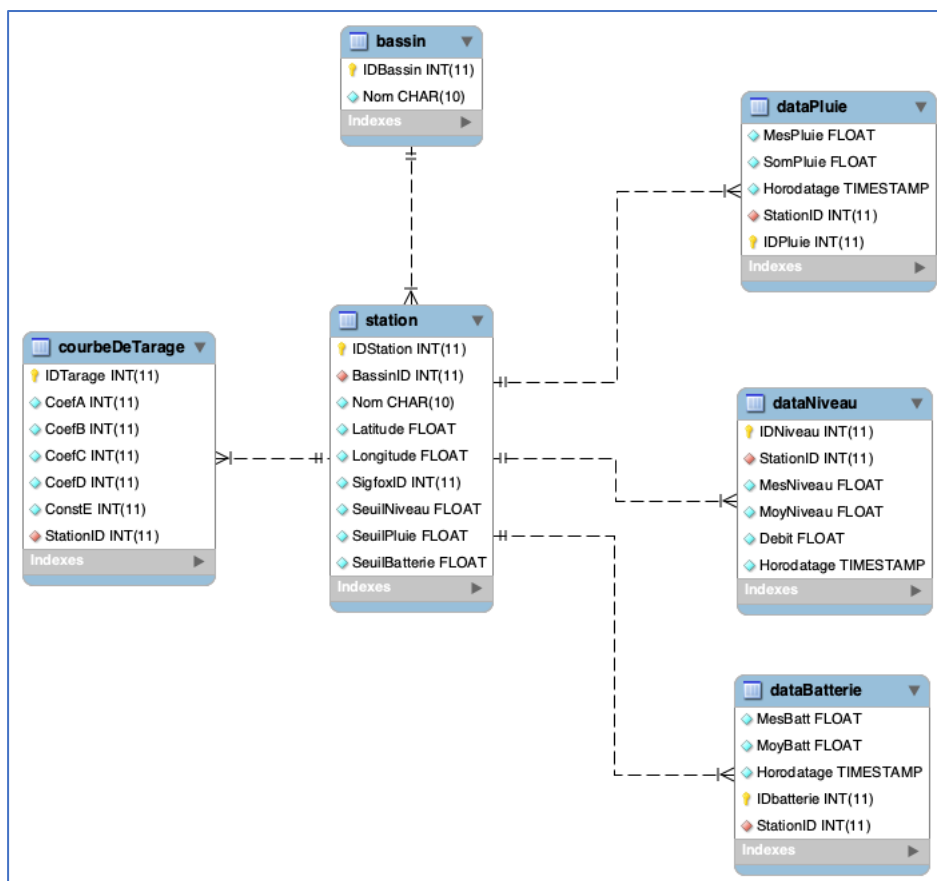 bassin
IDBassin INT(11)
Nom CHAR(10)
Indexes
dataPluie
MesPluie FLOAT
SomPluie FLOAT
Horodatage TIMESTAMP
StationID INT(11)
IDPluie INT(11)
Indexes
courbeDeTarage
IDTarage INT(11)
CoefA INT(11)
CoefB INT(11)
CoefC INT(11)
CoefD INT(11)
ConstE INT(11)
StationID INT(11)
Indexes
station
IDStation INT(11)
BassinID INT(11)
Nom CHAR(10)
Latitude FLOAT
Longitude FLOAT
SigfoxID INT(11)
SeuilNiveau FLOAT
SeuilPluie FLOAT
SeuilBatterie FLOAT
Indexes
dataNiveau
IDNiveau INT(11)
StationID INT(11)
MesNiveau FLOAT
MoyNiveau FLOAT
Debit FLOAT
Horodatage TIMESTAMP
Indexes
dataBatterie
MesBatt FLOAT
MoyBatt FLOAT
Horodatage TIMESTAMP
IDbatterie INT(11)
StationID INT(11)
Indexes